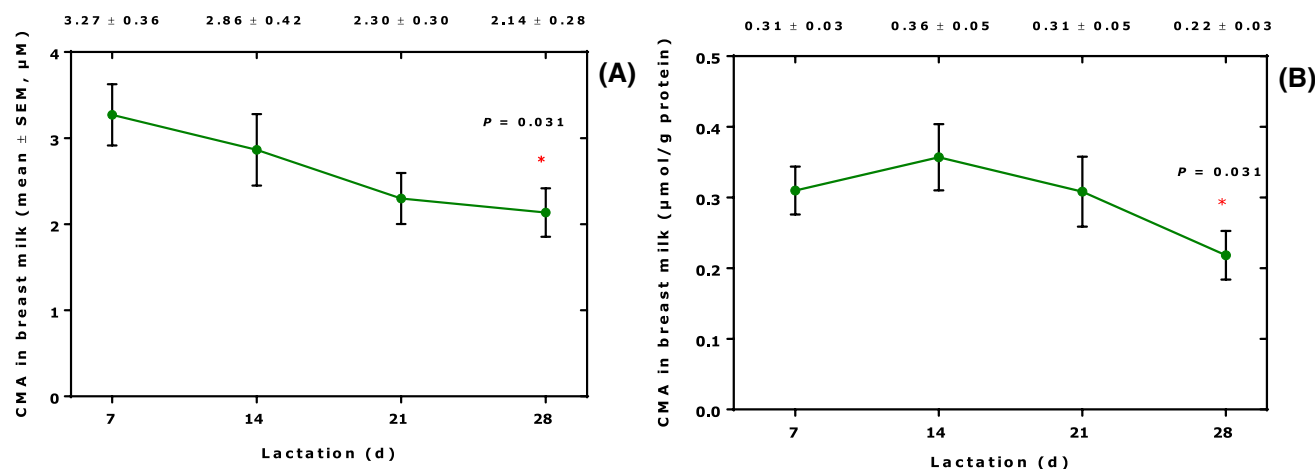 3.27 ± 0.36 2.86 ± 0.42 2.30 ± 0.30 2.14 ± 0.28
(A)
CMA in breast milk (mean ± SEM, µM)
4
3
2
1
0
P = 0.031
*
7 14 21 28
Lactation (d)
0.31 ± 0.03 0.36 ± 0.05 0.31 ± 0.05 0.22 ± 0.03
(B)
CMA in breast milk (µmol/g protein)
0.5
0.4
0.3
0.2
0.1
0.0
P = 0.031
*
7 14 21 28
Lactation (d)